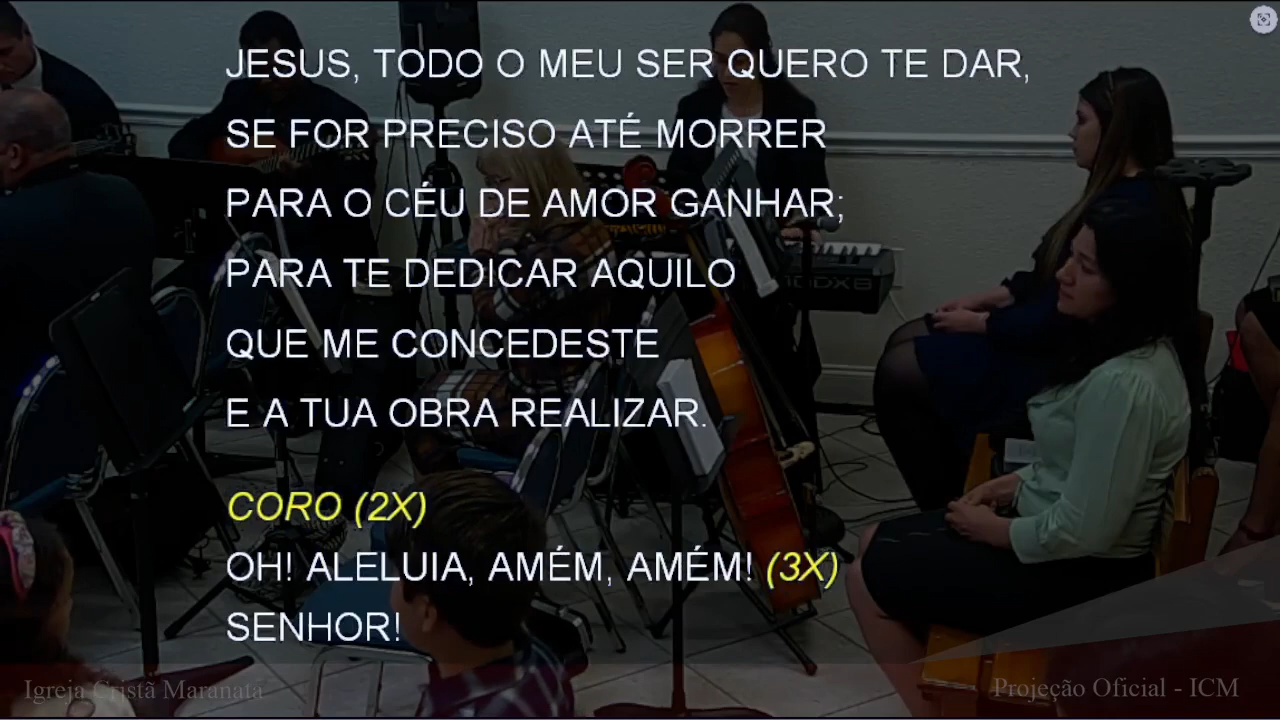 JESUS, TODO O MEU SER QUERO TE DAR,
SE FOR PRECISO ATÉ MORRER
PARA O CÉU DE AMOR GANHAR;
PARA TE DEDICAR AQUILO
QUE ME CONCEDESTE
E A TUA OBRA REALIZAR.
CORO (2X)
OH! ALELUIA, AMÉM, AMÉM! (3X)
SENHOR!
Igreja Cristã Maranata
Projeção Oficial - ICM